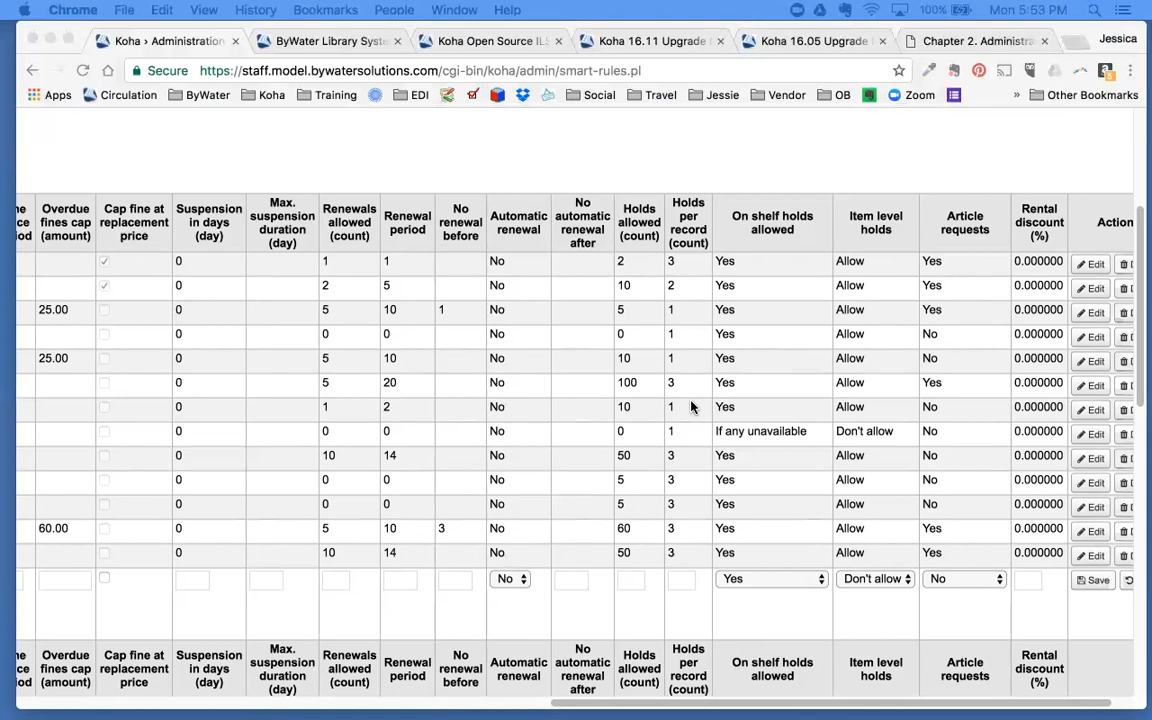 Chrome File Edit View History Bookmarks People Window Help 100% Mon 5:53 PM
Koha › Administration ByWater Library Syst Koha Open Source ILS Koha 16.11 Upgrade Koha 16.05 Upgrade Chapter 2. Administra Jessica
Secure https://staff.model.bywatersolutions.com/cgi-bin/koha/admin/smart-rules.pl
Apps Circulation ByWater Koha Training EDI Social Travel Jessie Vendor OB Zoom » Other Bookmarks
Overdue fines cap (amount) Cap fine at replacement price Suspension in days (day) Max. suspension duration (day) Renewals allowed (count) Renewal period No renewal before Automatic renewal No automatic renewal after Holds allowed (count) Holds per record (count) On shelf holds allowed Item level holds Article requests Rental discount (%) Action
0 1 1 No 2 3 Yes Allow Yes 0.000000 Edit
0 2 5 No 10 2 Yes Allow Yes 0.000000 Edit
25.00 0 5 10 1 No 5 1 Yes Allow Yes 0.000000 Edit
0 0 0 No 0 1 Yes Allow No 0.000000 Edit
25.00 0 5 10 No 10 1 Yes Allow No 0.000000 Edit
0 5 20 No 100 3 Yes Allow Yes 0.000000 Edit
0 1 2 No 10 1 Yes Allow No 0.000000 Edit
0 0 0 No 0 1 If any unavailable Don't allow No 0.000000 Edit
0 10 14 No 50 3 Yes Allow No 0.000000 Edit
0 0 0 No 5 3 Yes Allow No 0.000000 Edit
0 0 0 No 5 3 Yes Allow No 0.000000 Edit
60.00 0 5 10 3 No 60 3 Yes Allow Yes 0.000000 Edit
0 10 14 No 50 3 Yes Allow Yes 0.000000 Edit
No Yes Don't allow No Save
Overdue fines cap (amount) Cap fine at replacement price Suspension in days (day) Max. suspension duration (day) Renewals allowed (count) Renewal period No renewal before Automatic renewal No automatic renewal after Holds allowed (count) Holds per record (count) On shelf holds allowed Item level holds Article requests Rental discount (%)